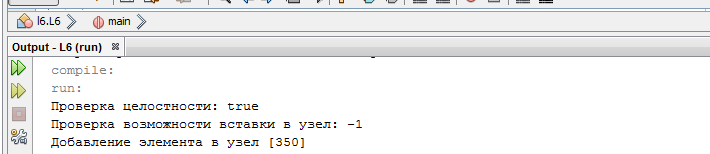 l6.L6 main
Output - L6 (run)
compile:
run:
Проверка целостности: true
Проверка возможности вставки в узел: -1
Добавление элемента в узел [350]